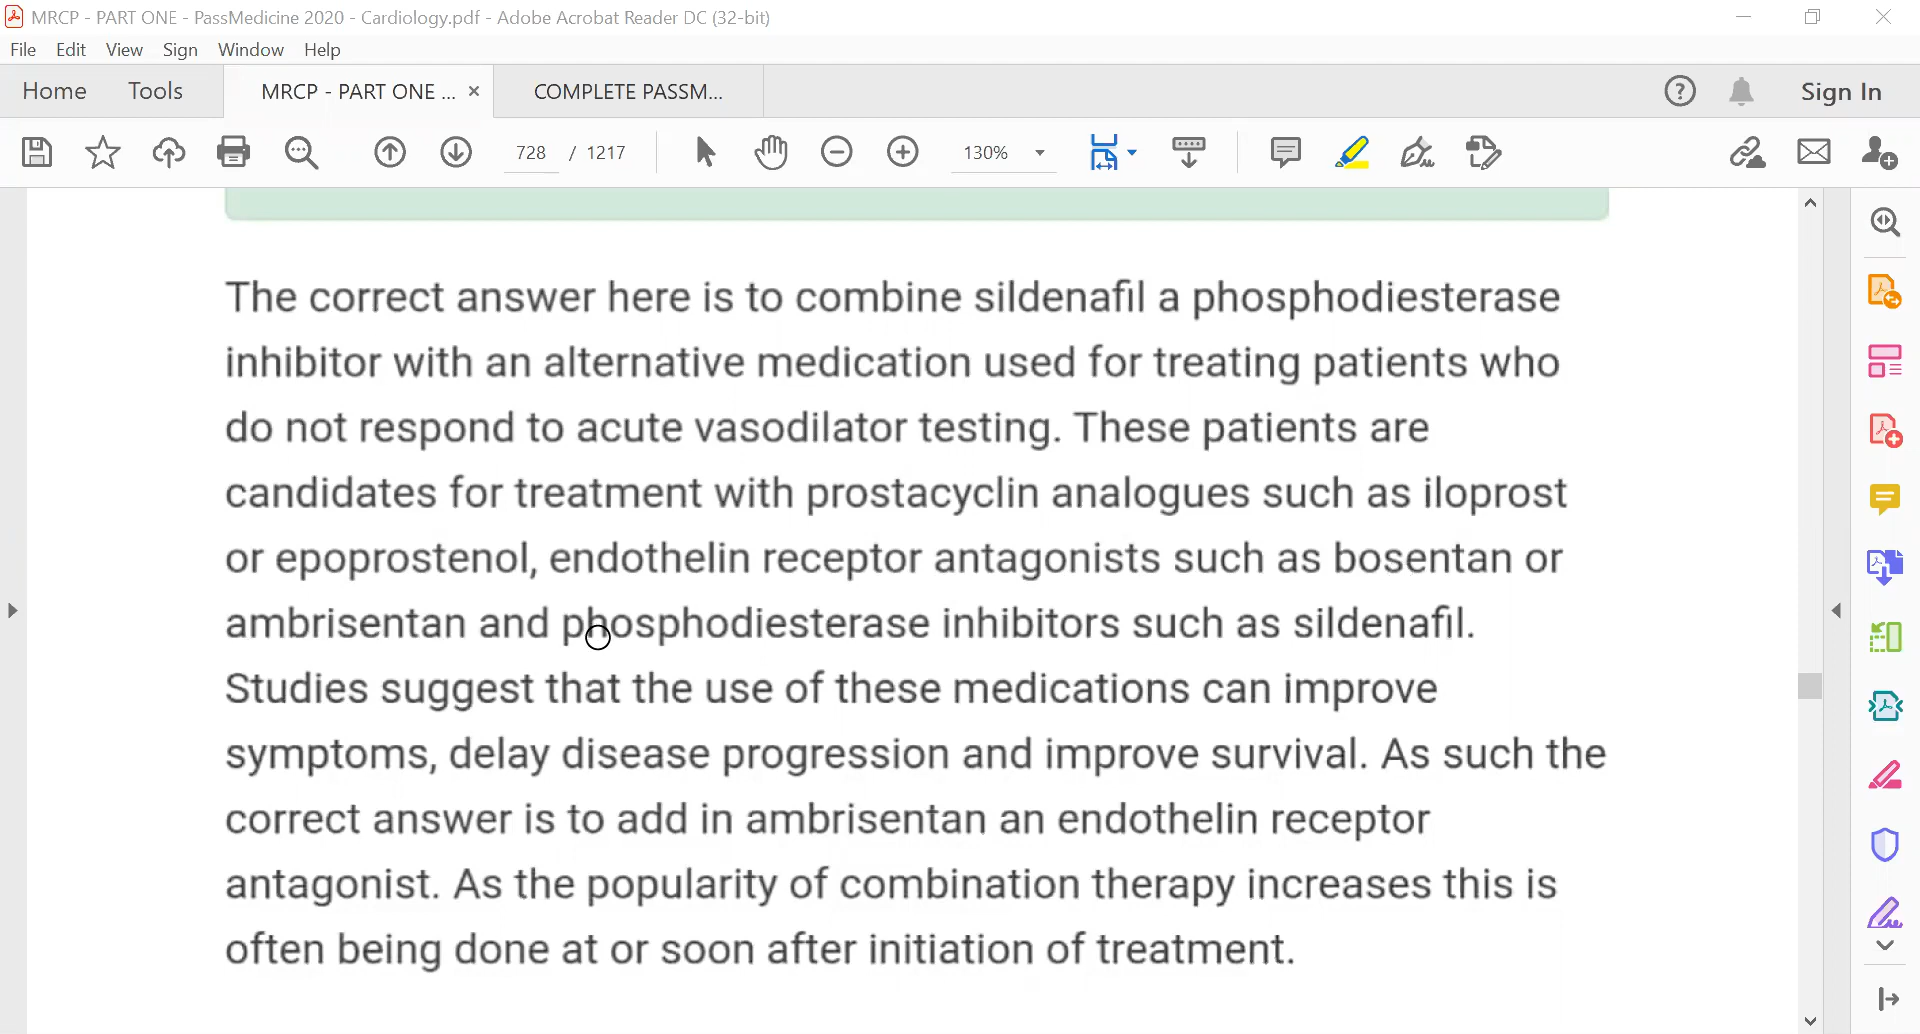 MRCP - PART ONE - PassMedicine 2020 - Cardiology.pdf - Adobe Acrobat Reader DC (32-bit)
File Edit View Sign Window Help
Home Tools MRCP - PART ONE ... × COMPLETE PASSM... Sign In
728 / 1217 130%
The correct answer here is to combine sildenafil a phosphodiesterase
inhibitor with an alternative medication used for treating patients who
do not respond to acute vasodilator testing. These patients are
candidates for treatment with prostacyclin analogues such as iloprost
or epoprostenol, endothelin receptor antagonists such as bosentan or
ambrisentan and phosphodiesterase inhibitors such as sildenafil.
Studies suggest that the use of these medications can improve
symptoms, delay disease progression and improve survival. As such the
correct answer is to add in ambrisentan an endothelin receptor
antagonist. As the popularity of combination therapy increases this is
often being done at or soon after initiation of treatment.